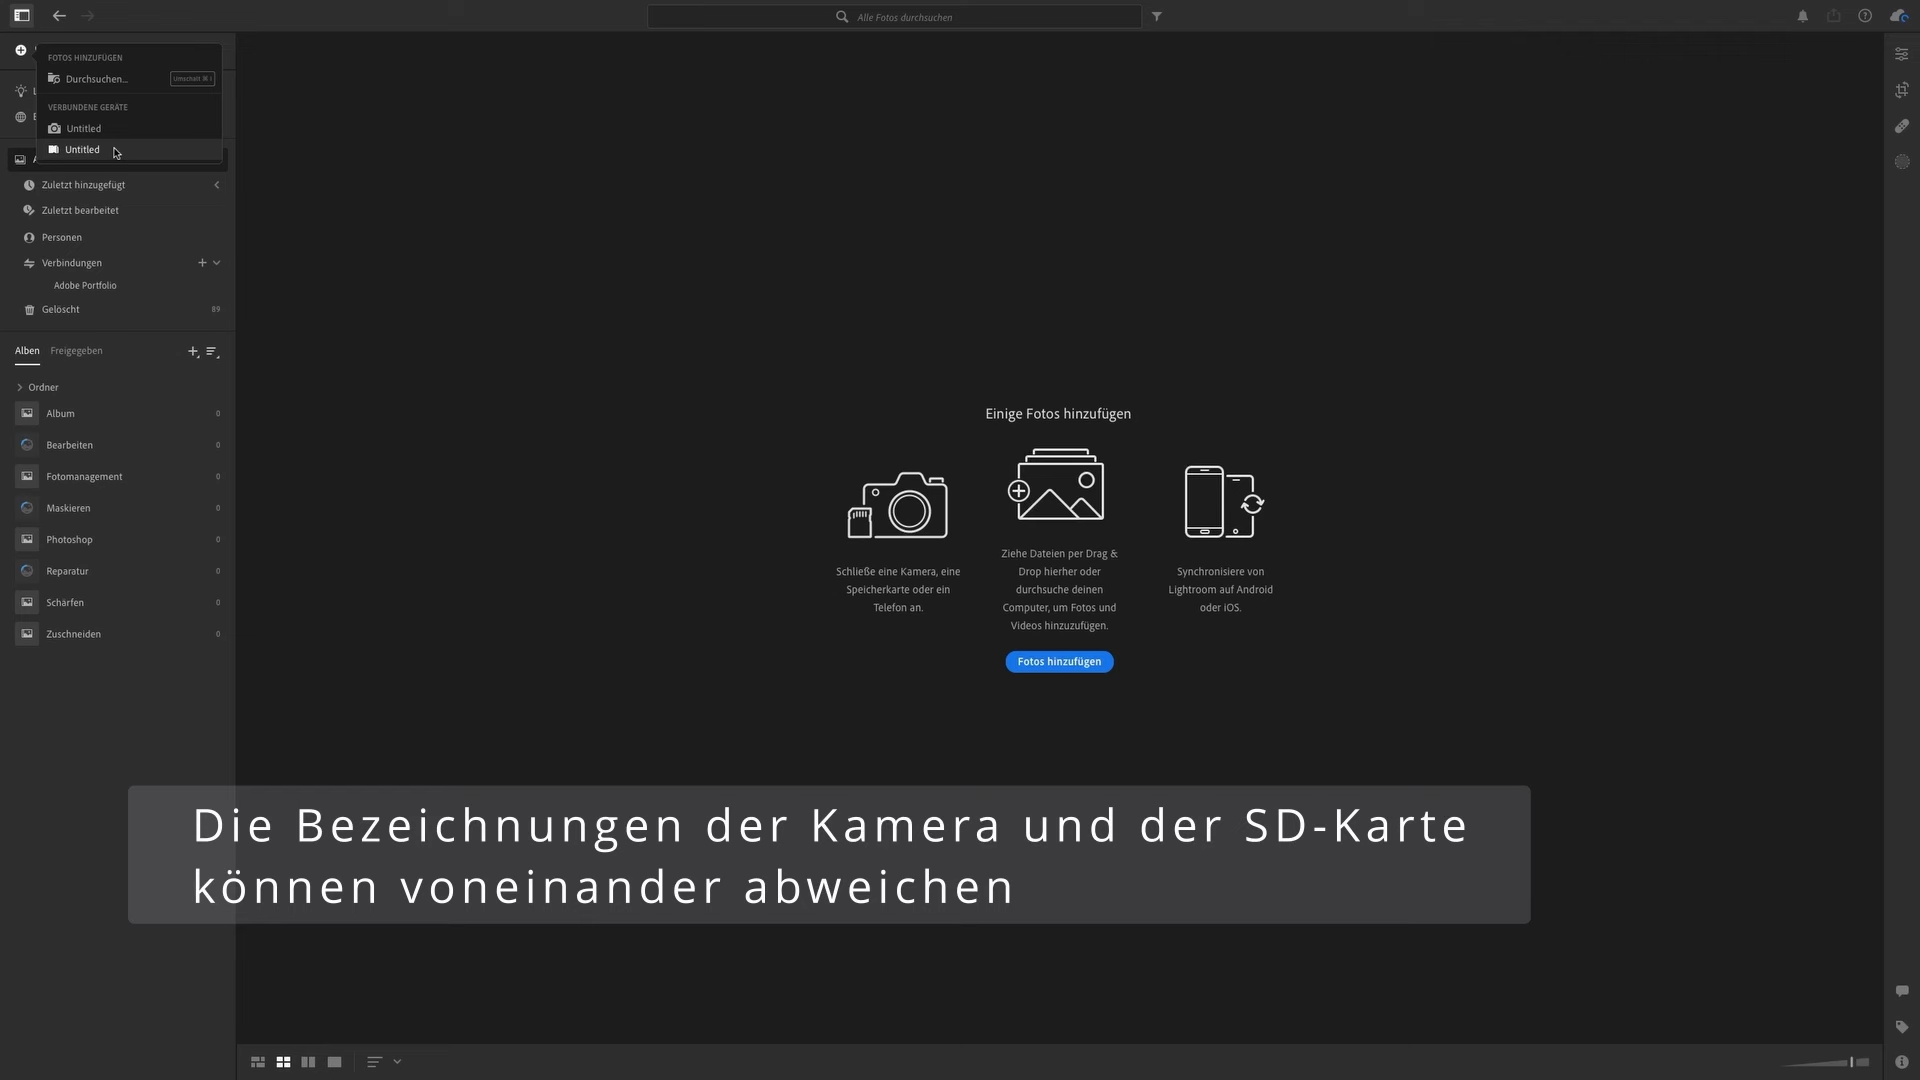 Alle Fotos durchsuchen
FOTOS HINZUFÜGEN
Durchsuchen...
Umschalt ⌘ I
VERBUNDENE GERÄTE
Untitled
Untitled
Zuletzt hinzugefügt
Zuletzt bearbeitet
Personen
Verbindungen
Adobe Portfolio
Gelöscht 89
Alben Freigegeben
Ordner
Album 0
Bearbeiten 0
Fotomanagement 0
Maskieren 0
Photoshop 0
Reparatur 0
Schärfen 0
Zuschneiden 0
Einige Fotos hinzufügen
Schließe eine Kamera, eine
Speicherkarte oder ein
Telefon an.
Ziehe Dateien per Drag &
Drop hierher oder
durchsuche deinen
Computer, um Fotos und
Videos hinzuzufügen.
Synchronisiere von
Lightroom auf Android
oder iOS.
Fotos hinzufügen
Die Bezeichnungen der Kamera und der SD-Karte
können voneinander abweichen